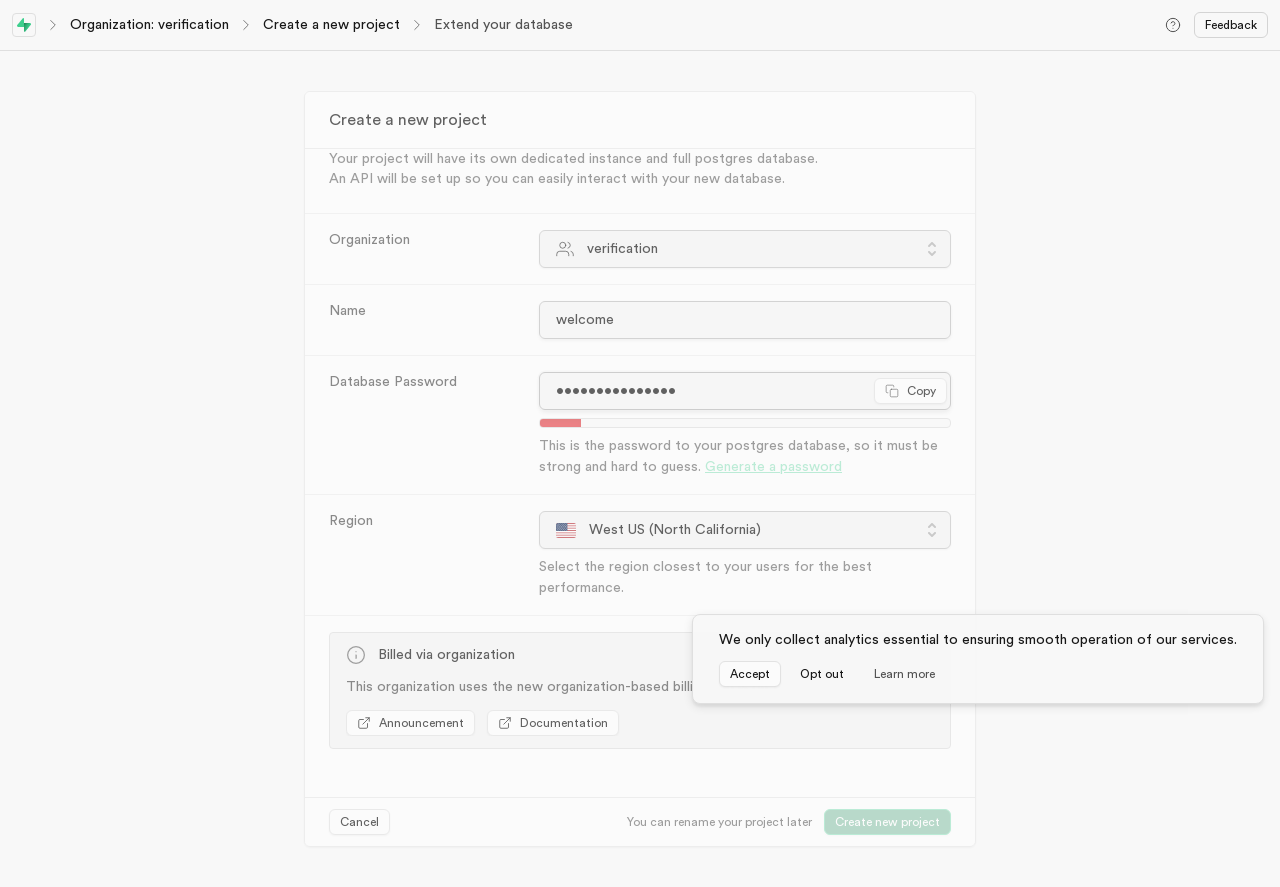 Organization: verification
Create a new project
Extend your database
Feedback
Create a new project
Your project will have its own dedicated instance and full postgres database.
An API will be set up so you can easily interact with your new database.
Organization
verification
Name
welcome
Database Password
•••••••••••••••
Copy
This is the password to your postgres database, so it must be
strong and hard to guess. Generate a password
Region
West US (North California)
Select the region closest to your users for the best
performance.
Billed via organization
This organization uses the new organization-based billi
Announcement
Documentation
We only collect analytics essential to ensuring smooth operation of our services.
Accept
Opt out
Learn more
Cancel
You can rename your project later
Create new project